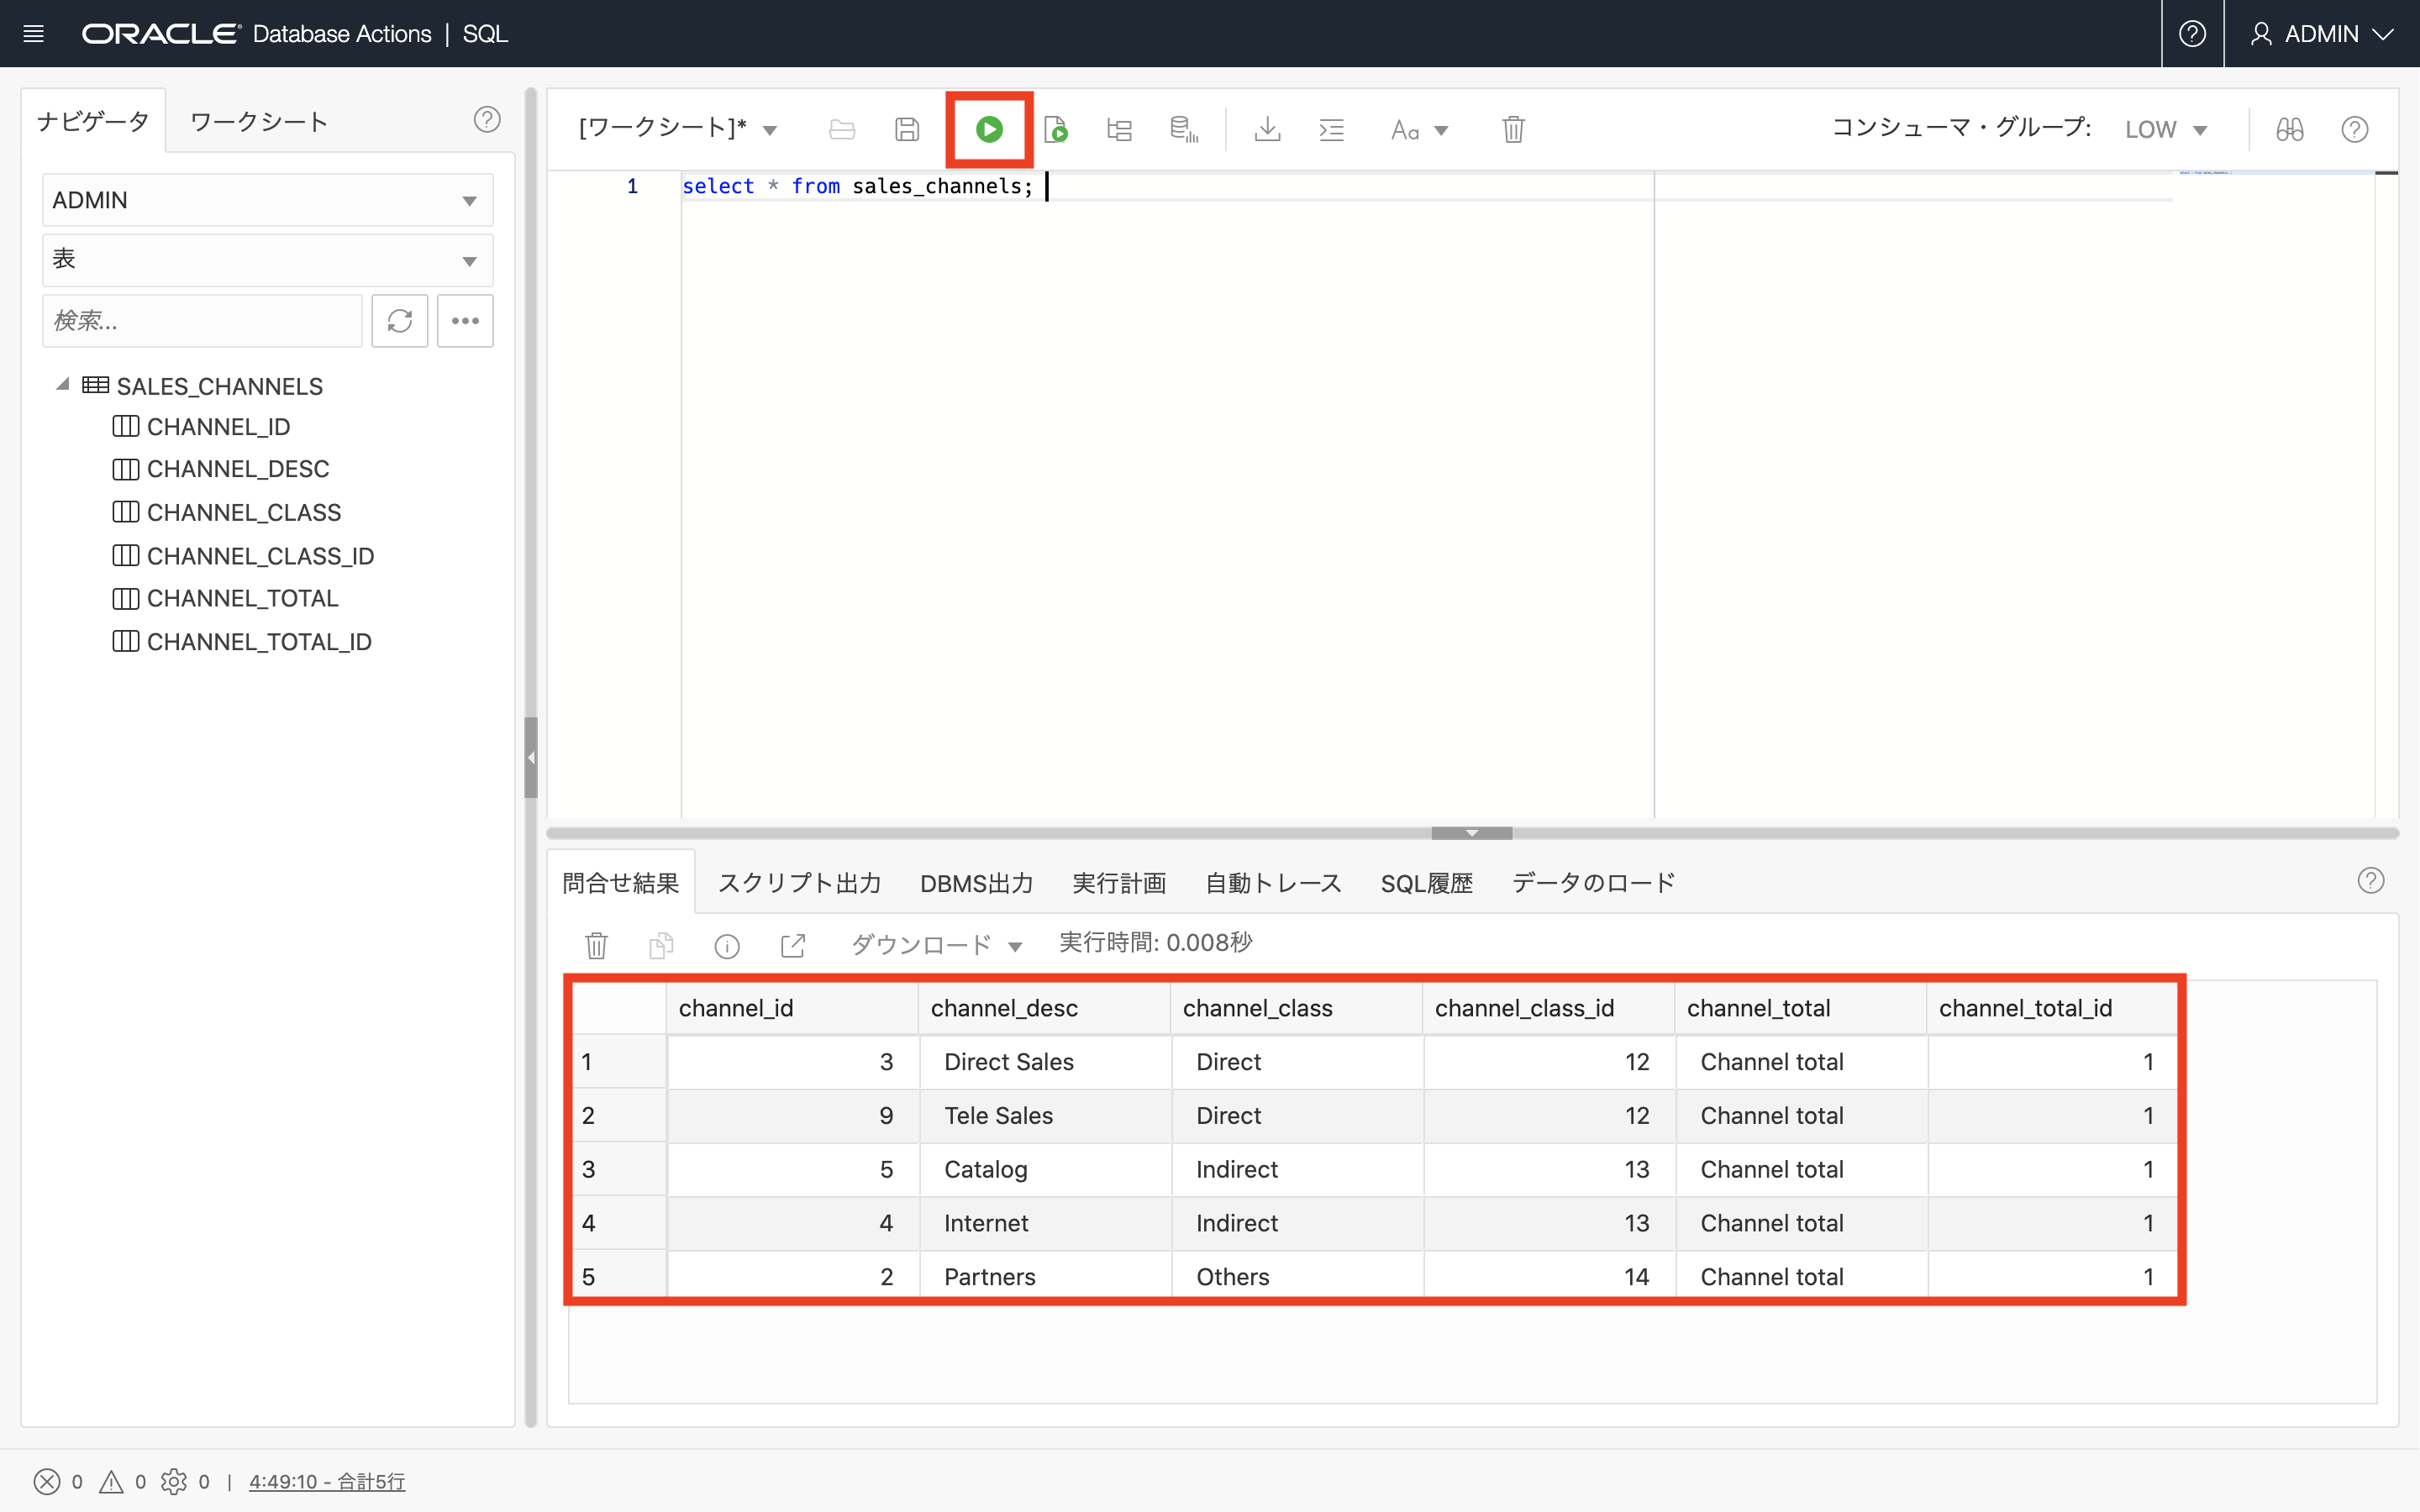 ORACLE Database Actions | SQL
ADMIN
ナビゲータ
ワークシート
ADMIN
表
検索...
SALES_CHANNELS
CHANNEL_ID
CHANNEL_DESC
CHANNEL_CLASS
CHANNEL_CLASS_ID
CHANNEL_TOTAL
CHANNEL_TOTAL_ID
[ワークシート]*
Aa
コンシューマ・グループ: LOW
1 select * from sales_channels;
問合せ結果 スクリプト出力 DBMS出力 実行計画 自動トレース SQL履歴 データのロード
ダウンロード 実行時間: 0.008秒
channel_id channel_desc channel_class channel_class_id channel_total channel_total_id
1 3 Direct Sales Direct 12 Channel total 1
2 9 Tele Sales Direct 12 Channel total 1
3 5 Catalog Indirect 13 Channel total 1
4 4 Internet Indirect 13 Channel total 1
5 2 Partners Others 14 Channel total 1
0 0 0 | 4:49:10 - 合計5行